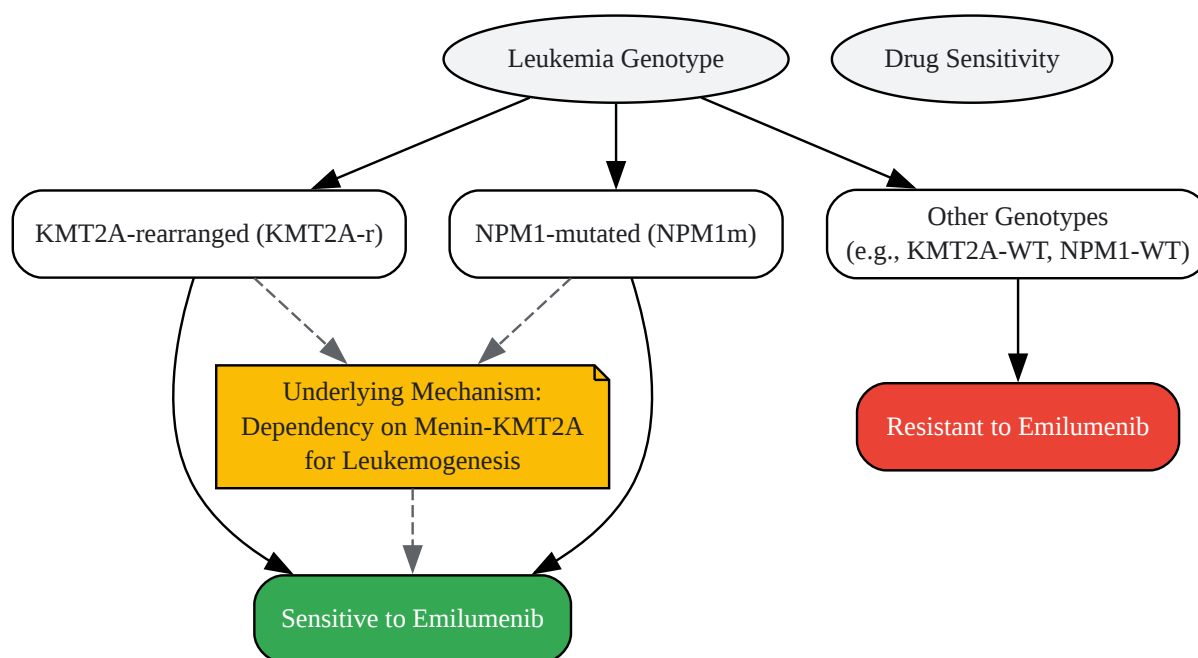 Leukemia Genotype
Drug Sensitivity
KMT2A-rearranged (KMT2A-r)
NPM1-mutated (NPM1m)
Other Genotypes
(e.g., KMT2A-WT, NPM1-WT)
Underlying Mechanism:
Dependency on Menin-KMT2A
for Leukemogenesis
Resistant to Emilumenib
Sensitive to Emilumenib